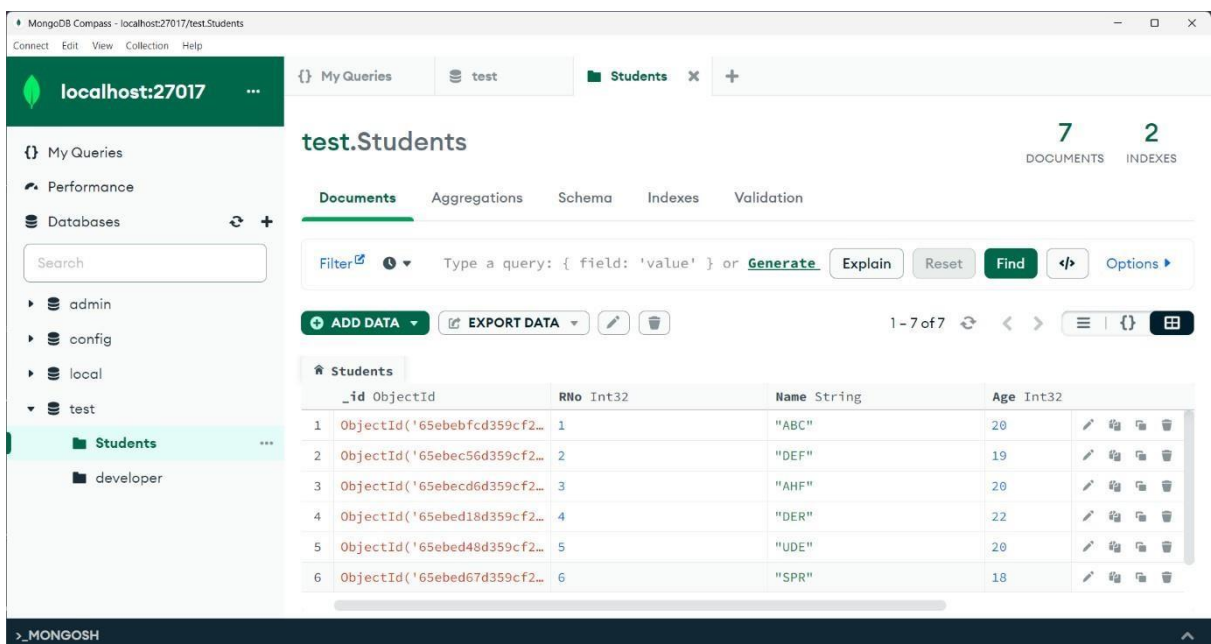 MongoDB Compass - localhost:27017/test.Students
Connect Edit View Collection Help
localhost:27017 ...
{} My Queries
Performance
Databases
Search
admin
config
local
test
Students ...
developer
{} My Queries test Students +
test.Students
7 DOCUMENTS
2 INDEXES
Documents Aggregations Schema Indexes Validation
Filter Type a query: { field: 'value' } or Generate Explain Reset Find </> Options
ADD DATA EXPORT DATA 1 – 7 of 7 {}
Students
_id ObjectId RNo Int32 Name String Age Int32
1 ObjectId('65ebebfcd359cf2… 1 "ABC" 20
2 ObjectId('65ebec56d359cf2… 2 "DEF" 19
3 ObjectId('65ebecd6d359cf2… 3 "AHF" 20
4 ObjectId('65ebed18d359cf2… 4 "DER" 22
5 ObjectId('65ebed48d359cf2… 5 "UDE" 20
6 ObjectId('65ebed67d359cf2… 6 "SPR" 18
>_MONGOSH